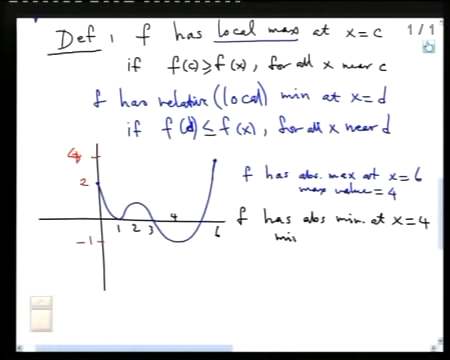 Def: f has local max at x=c
1/1
if f(c)≥f(x), for all x near c
f has relative (local) min at x=d
if f(d)≤f(x), for all x near d
4
2
-1
1 2 3 4 6
f has abs. max at x=6
max value=4
f has abs min. at x=4
min